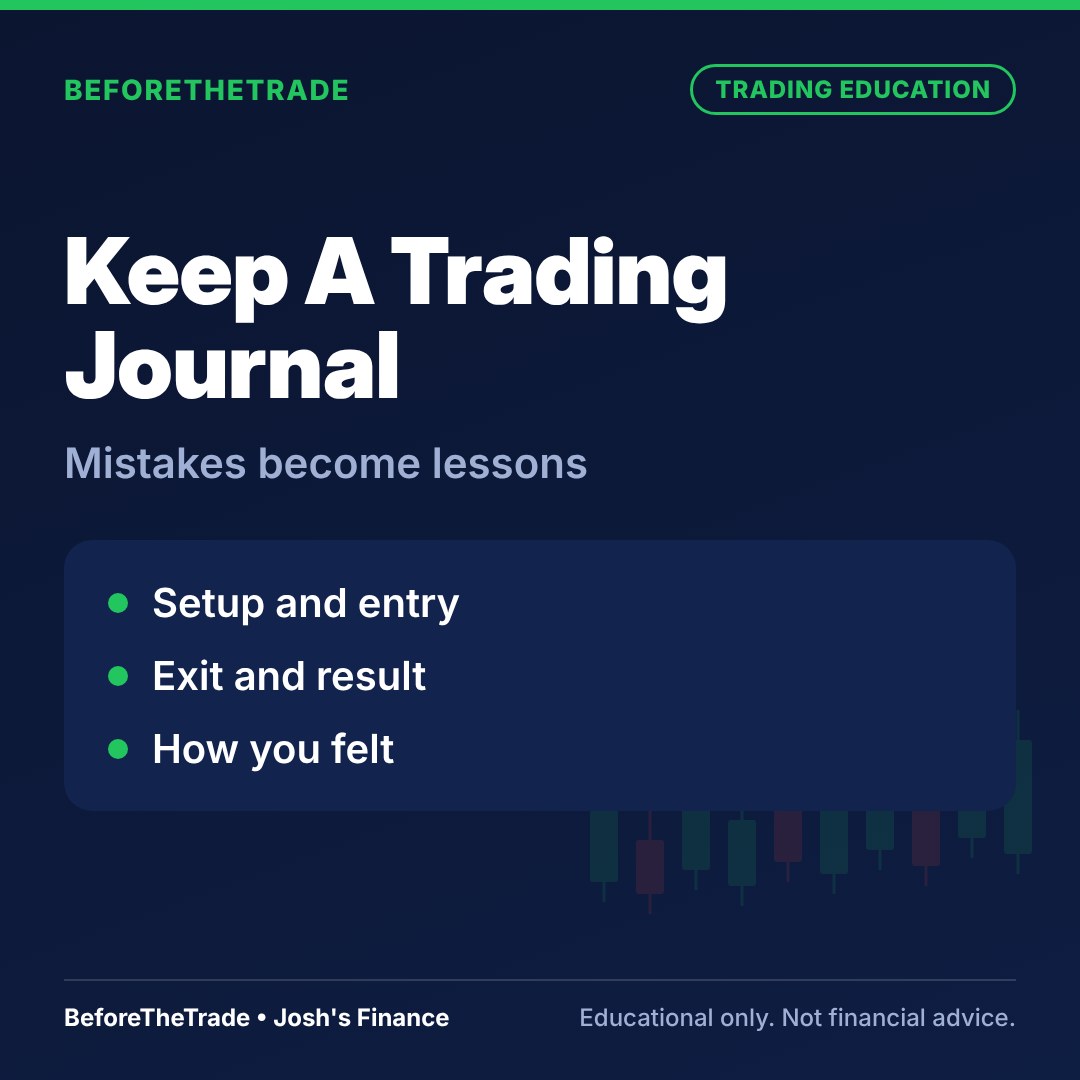 BEFORETHETRADE
TRADING EDUCATION
Keep A Trading
Journal
Mistakes become lessons
Setup and entry
Exit and result
How you felt
BeforeTheTrade • Josh's Finance
Educational only. Not financial advice.